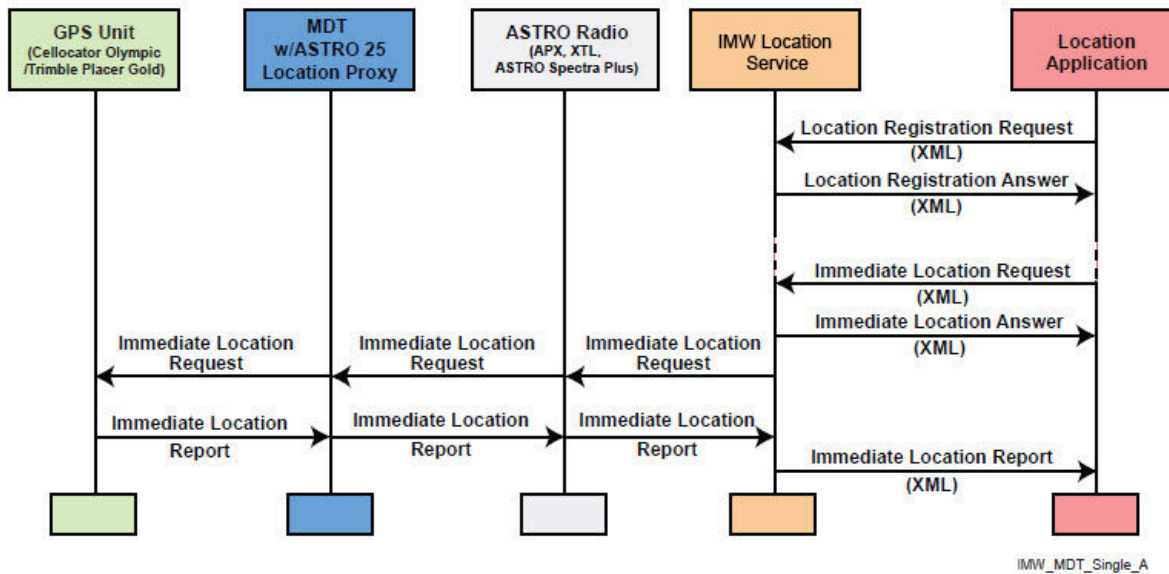 GPS Unit
(Cellocator Olympic
/Trimble Placer Gold)
MDT
w/ASTRO 25
Location Proxy
ASTRO Radio
(APX, XTL,
ASTRO Spectra Plus)
IMW Location
Service
Location
Application
Location Registration Request
(XML)
Location Registration Answer
(XML)
Immediate Location Request
(XML)
Immediate Location Answer
(XML)
Immediate Location
Request
Immediate Location
Request
Immediate Location
Request
Immediate Location
Report
Immediate Location
Report
Immediate Location
Report
Immediate Location Report
(XML)
IMW_MDT_Single_A